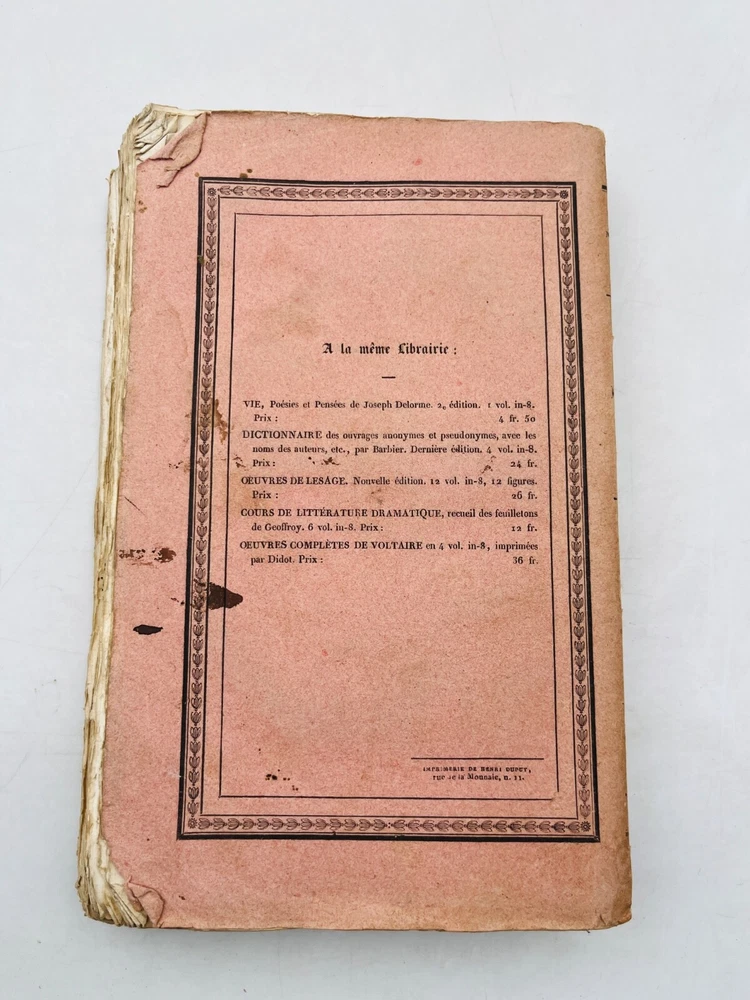 A la même Librairie :
VIE, Poésies et Pensées de Joseph Delorme. 2e édition. 1 vol. in-8.
Prix : 4 fr. 50
DICTIONNAIRE des ouvrages anonymes et pseudonymes, avec les
noms des auteurs, etc., par Barbier. Dernière édition. 4 vol. in-8.
Prix : 24 fr.
OEUVRES DE LESAGE. Nouvelle édition. 12 vol. in-8, 12 figures.
Prix : 26 fr.
COURS DE LITTÉRATURE DRAMATIQUE, recueil des feuilletons
de Geoffroy. 6 vol. in-8. Prix : 12 fr.
OEUVRES COMPLÈTES DE VOLTAIRE en 4 vol. in-8, imprimées
par Didot. Prix : 36 fr.
IMPRIMERIE DE HENRI DUPUY,
rue de la Monnaie, n. 11.